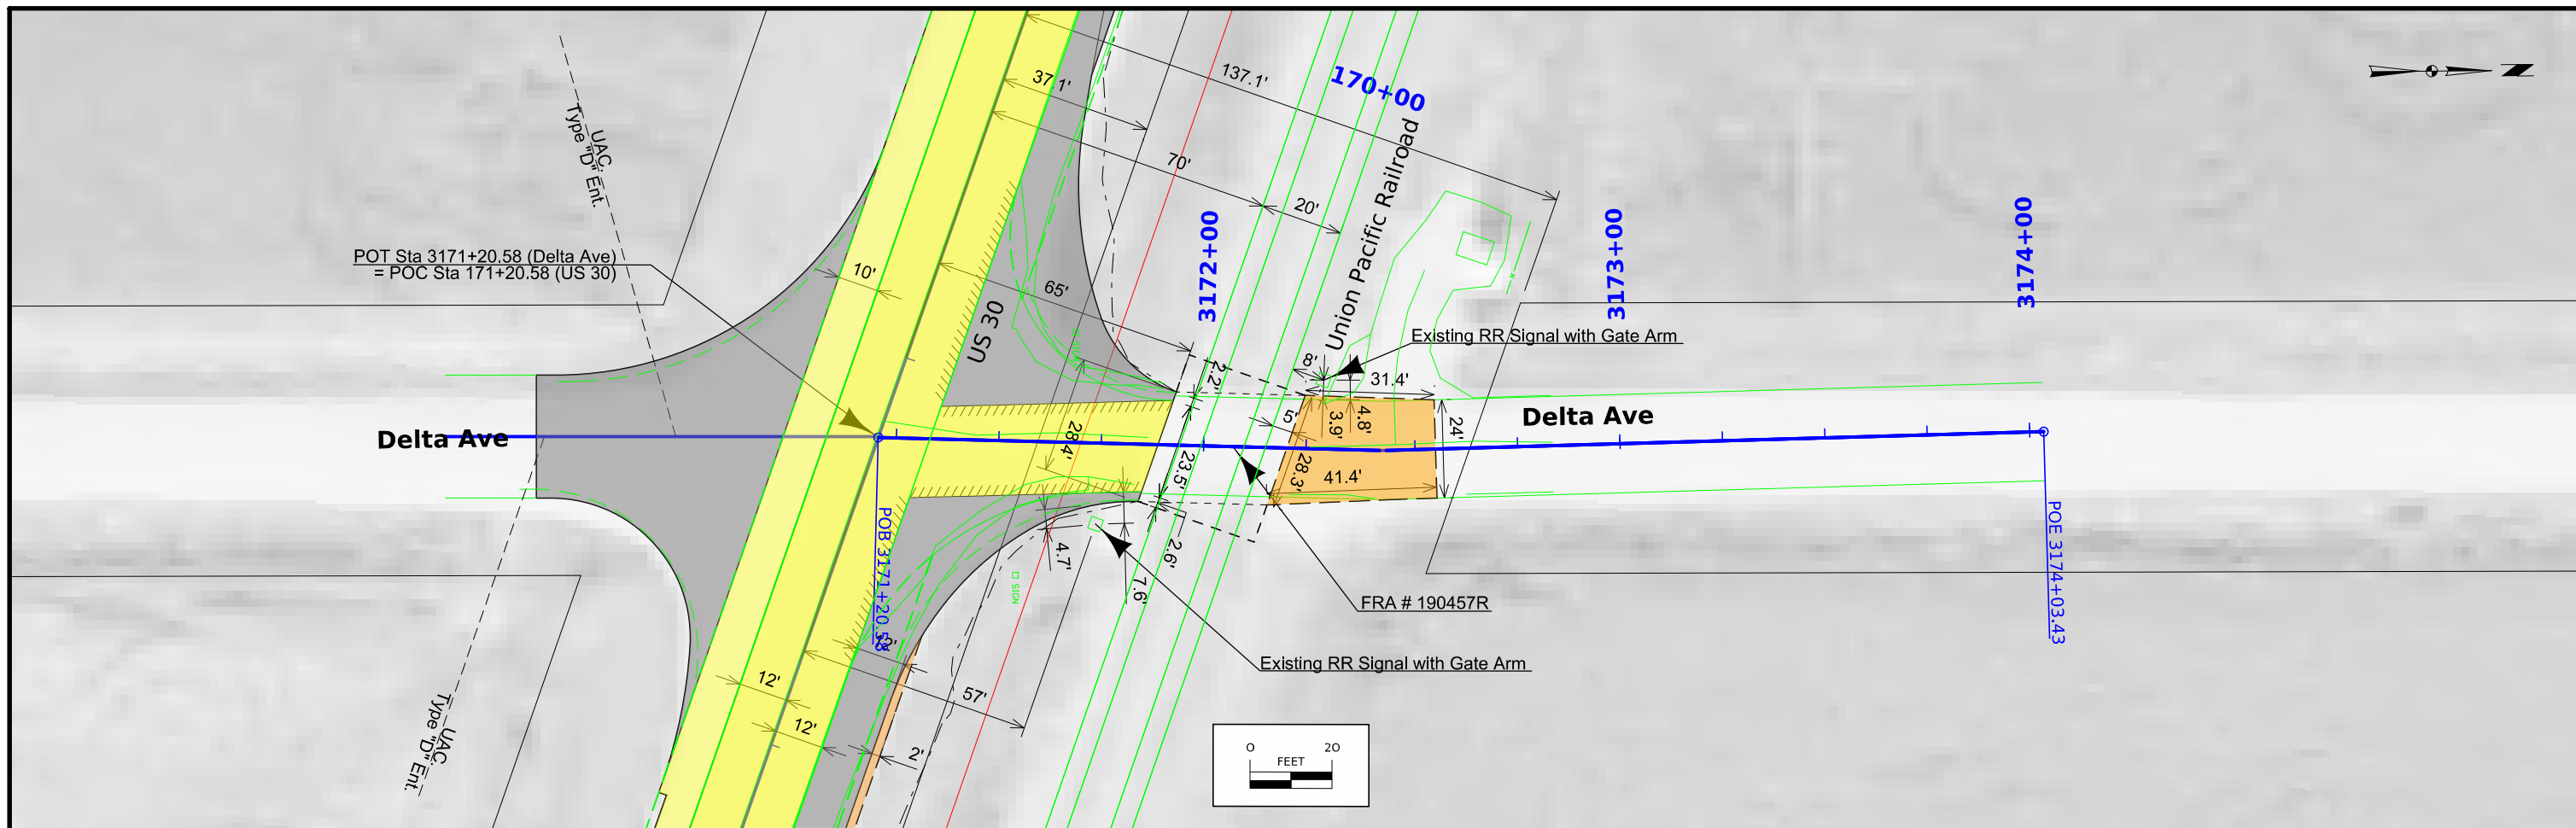 137.1'
37.1'
170+00
UAC.
Type "D" Ent.
70'
Union Pacific Railroad
20'
3172+00
3173+00
3174+00
POT Sta 3171+20.58 (Delta Ave)
= POC Sta 171+20.58 (US 30)
10'
65'
US 30
SIGN
Existing RR Signal with Gate Arm
8'
2.2'
31.4'
Delta Ave
Delta Ave
5'
3.9'
4.8'
24'
28.4'
23.5'
28.3'
41.4'
POB 3171+20.58
POE 3174+03.43
4.7'
2.6'
7.6'
SIGN
FRA # 190457R
Existing RR Signal with Gate Arm
12'
57'
12'
2'
UAC.
Type "D" Ent.
0 20
FEET